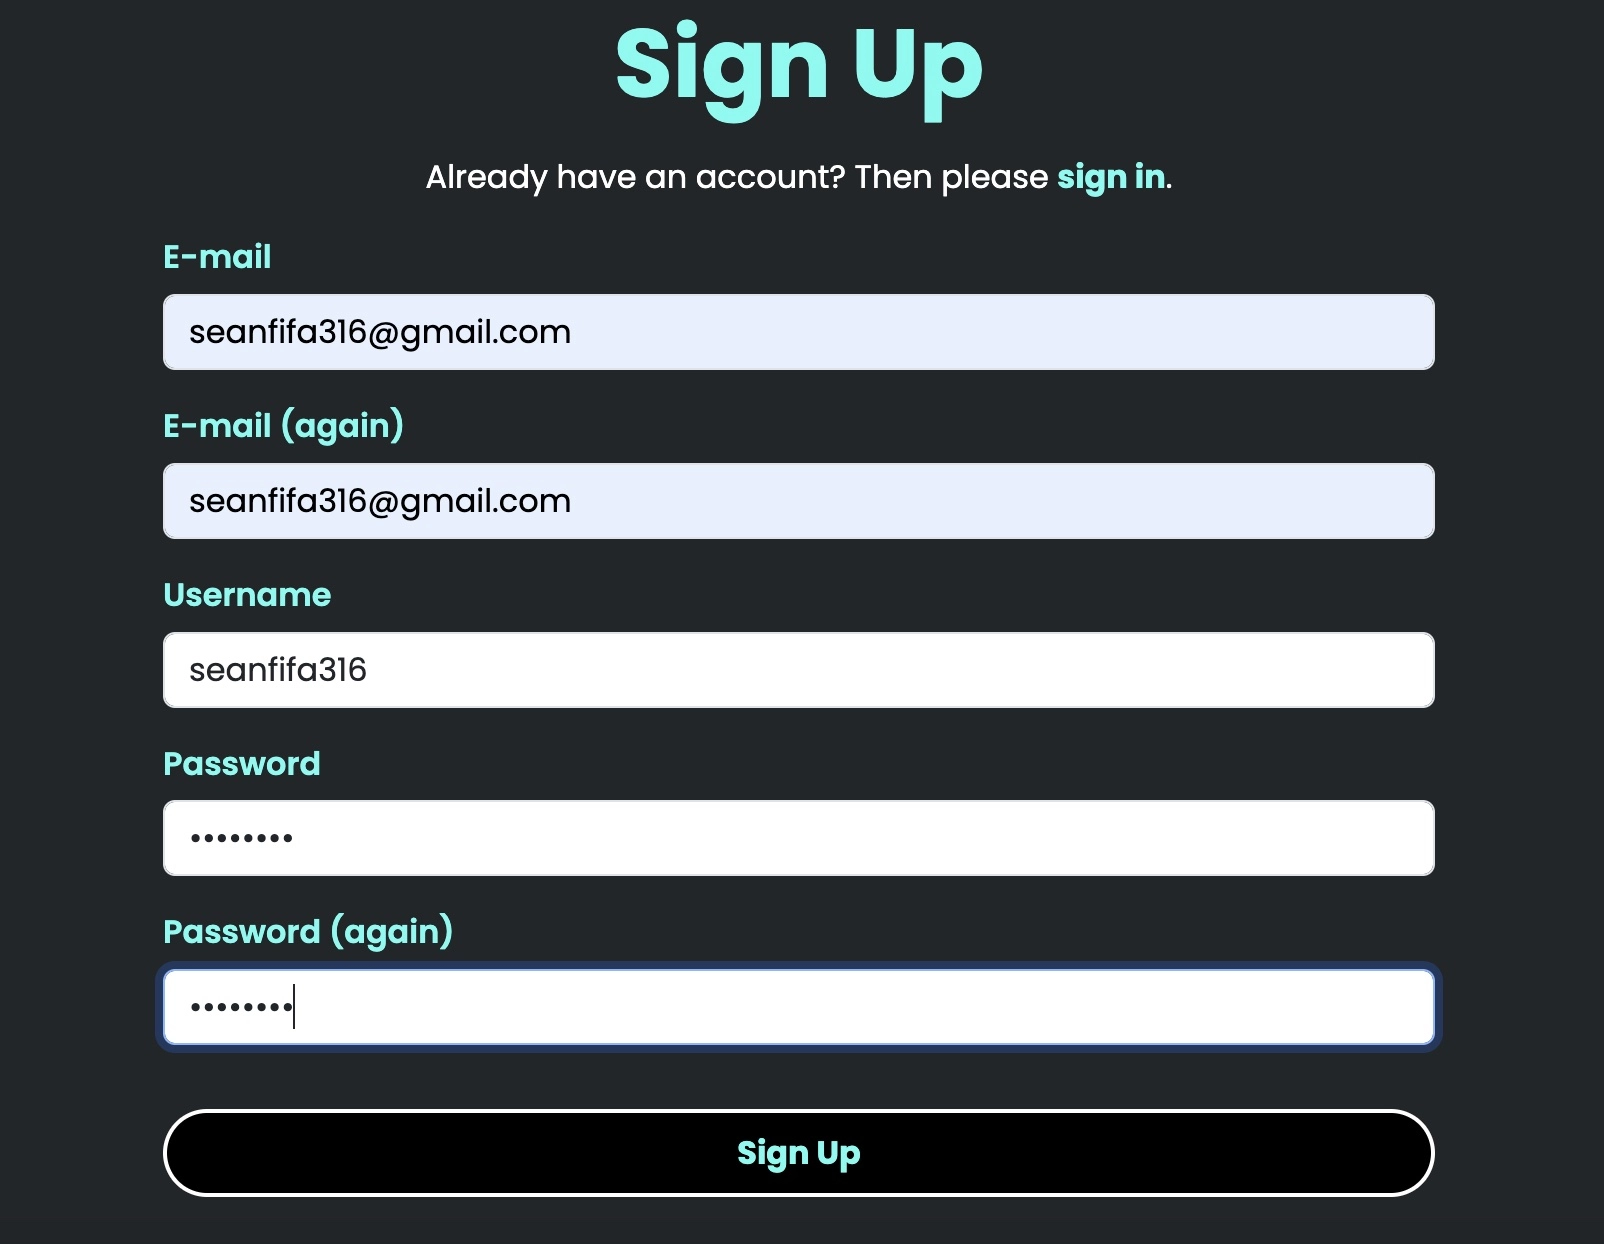 Sign Up
Already have an account? Then please sign in.
E-mail
seanfifa316@gmail.com
E-mail (again)
seanfifa316@gmail.com
Username
seanfifa316
Password
••••••••
Password (again)
••••••••
Sign Up